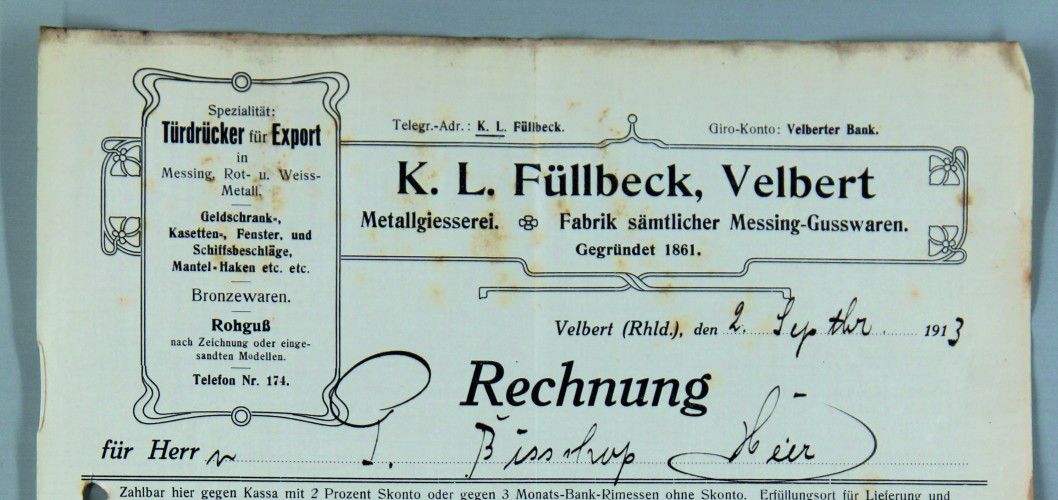 Spezialität:
Türdrücker für Export
in
Messing, Rot- u. Weiss-
Metall,
Geldschrank-,
Kasetten-, Fenster, und
Schiffsbeschläge,
Mantel-Haken etc. etc.
Bronzewaren.
Rohguß
nach Zeichnung oder einge-
sandten Modellen.
Telefon Nr. 174.
Telegr.-Adr.: K. L. Füllbeck.
Giro-Konto: Velberter Bank.
K. L. Füllbeck, Velbert
Metallgiesserei. Fabrik sämtlicher Messing-Gusswaren.
Gegründet 1861.
Velbert (Rhld.), den 2. Septbr. 1913
Rechnung
für Herrn Hier
Zahlbar hier gegen Kassa mit 2 Prozent Skonto oder gegen 3 Monats-Bank-Rimessen ohne Skonto. Erfüllungsort für Lieferung und